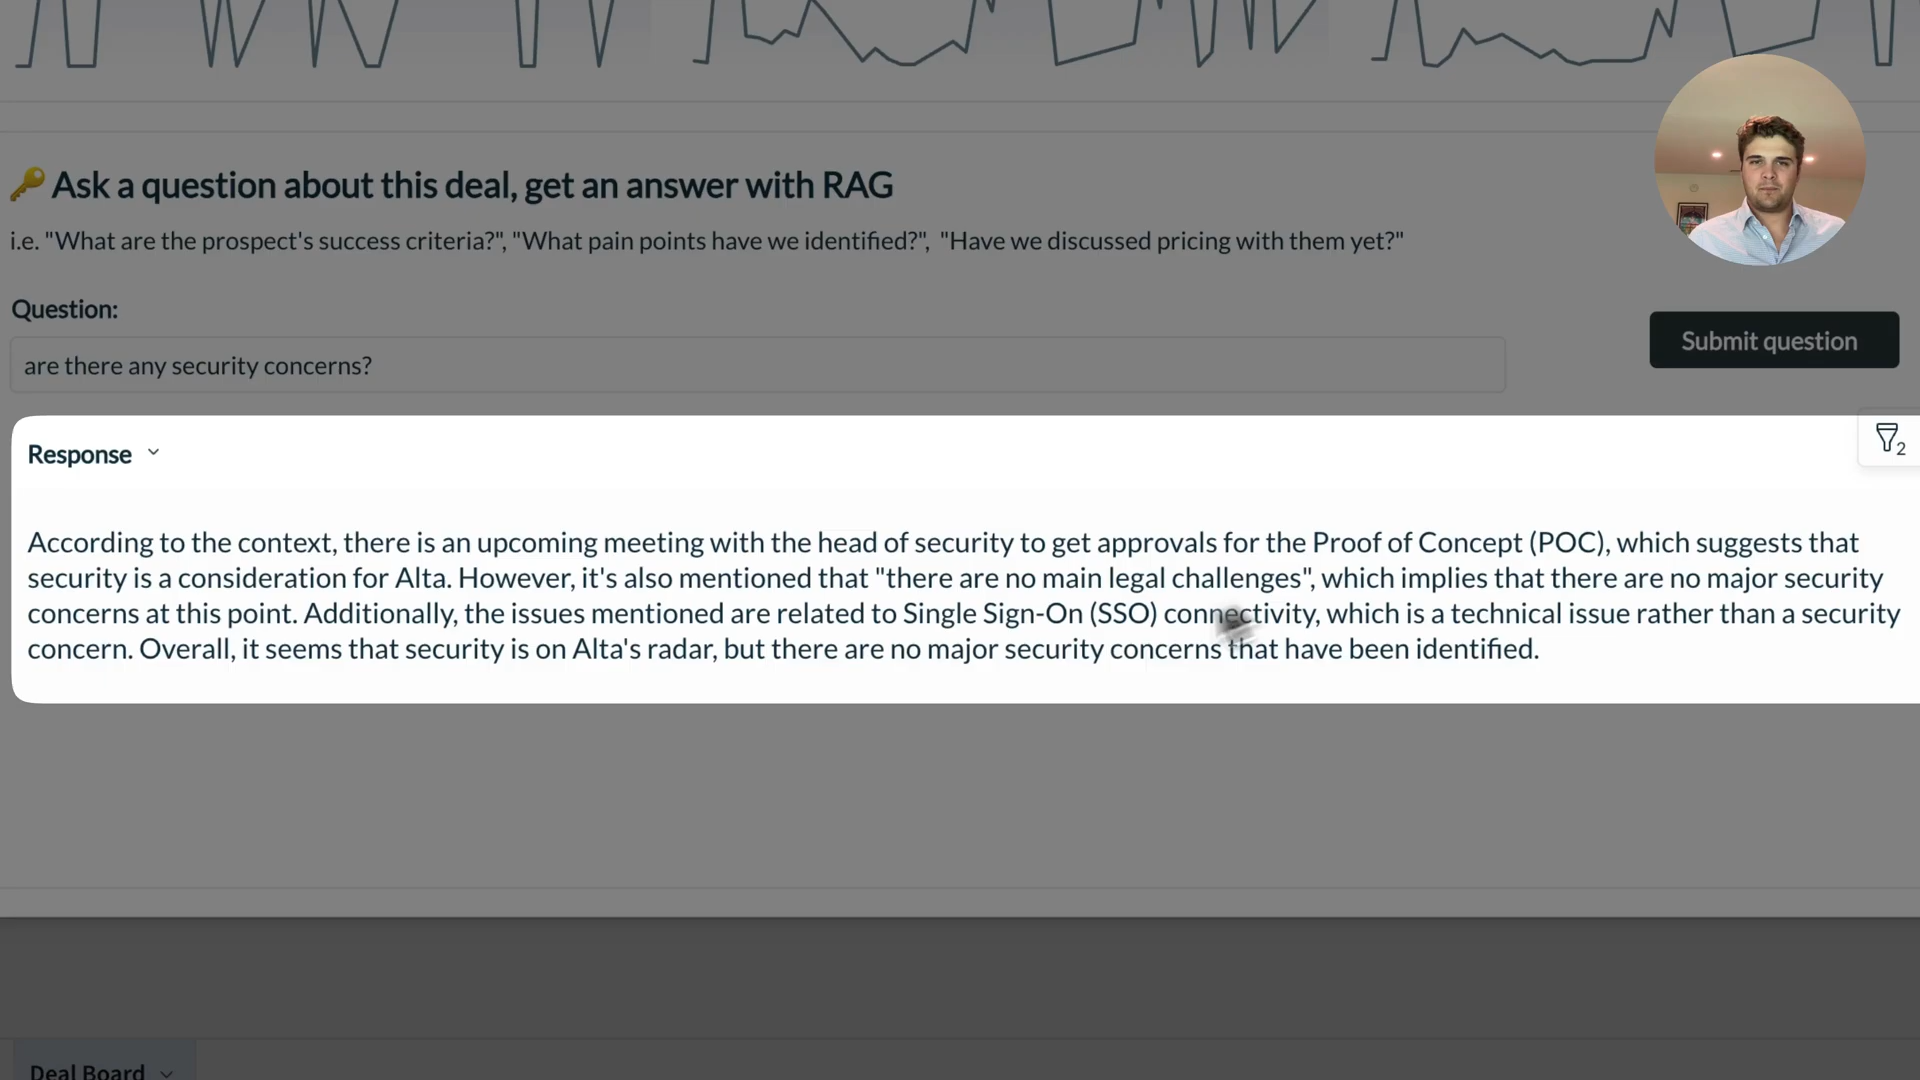 🔑 Ask a question about this deal, get an answer with RAG
i.e. "What are the prospect's success criteria?", "What pain points have we identified?", "Have we discussed pricing with them yet?"
Question:
Submit question
are there any security concerns?
Response
2
According to the context, there is an upcoming meeting with the head of security to get approvals for the Proof of Concept (POC), which suggests that
security is a consideration for Alta. However, it's also mentioned that "there are no main legal challenges", which implies that there are no major security
concerns at this point. Additionally, the issues mentioned are related to Single Sign-On (SSO) connectivity, which is a technical issue rather than a security
concern. Overall, it seems that security is on Alta's radar, but there are no major security concerns that have been identified.
Deal Board